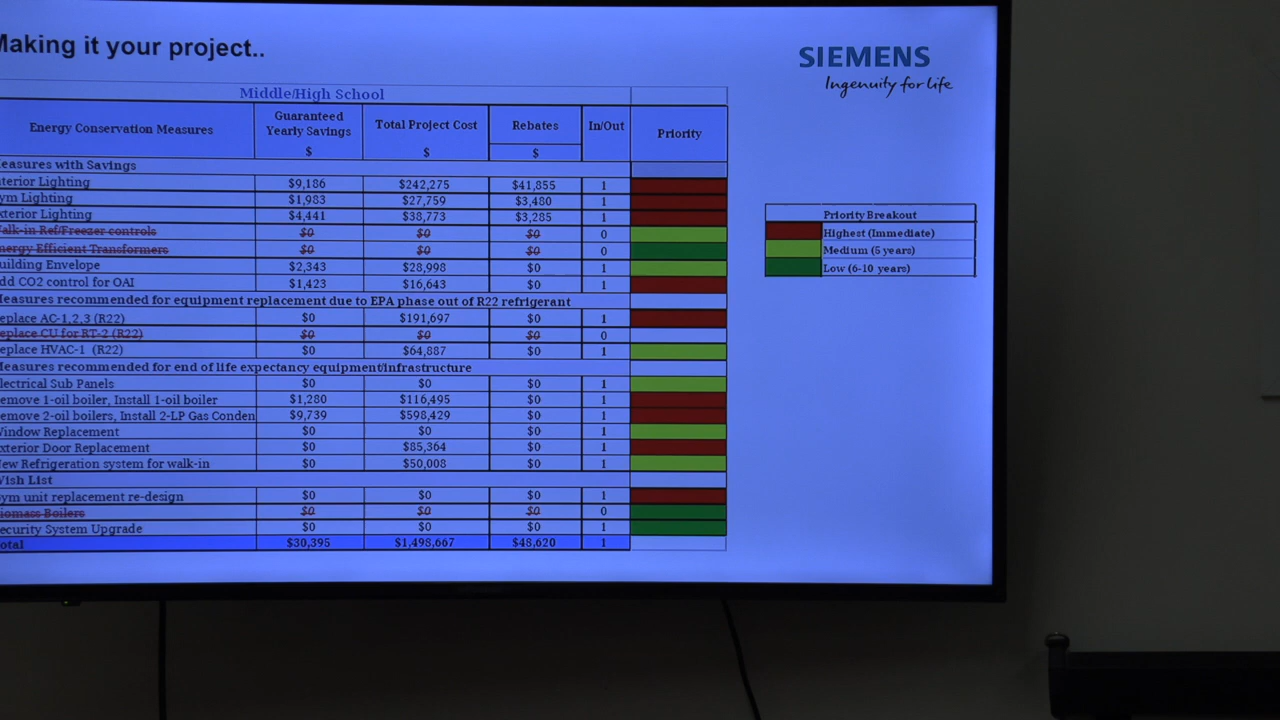 Making it your project..
SIEMENS
Ingenuity for life
Middle/High School
Energy Conservation Measures Guaranteed Yearly Savings $ Total Project Cost $ Rebates $ In/Out Priority
easures with Savings
terior Lighting $9,186 $242,275 $41,855 1
ym Lighting $1,983 $27,759 $3,480 1
xterior Lighting $4,441 $38,773 $3,285 1
alk-in Ref/Freezer controls $0 $0 $0 0
nergy Efficient Transformers $0 $0 $0 0
uilding Envelope $2,343 $28,998 $0 1
dd CO2 control for OAI $1,423 $16,643 $0 1
Measures recommended for equipment replacement due to EPA phase out of R22 refrigerant
eplace AC-1,2,3 (R22) $0 $191,697 $0 1
eplace CU for RT-2 (R22) $0 $0 $0 0
eplace HVAC-1 (R22) $0 $64,887 $0 1
Measures recommended for end of life expectancy equipment/infrastructure
lectrical Sub Panels $0 $0 $0 1
emove 1-oil boiler, Install 1-oil boiler $1,280 $116,495 $0 1
emove 2-oil boilers, Install 2-LP Gas Conden $9,739 $598,429 $0 1
Window Replacement $0 $0 $0 1
xterior Door Replacement $0 $85,364 $0 1
New Refrigeration system for walk-in $0 $50,008 $0 1
Wish List
ym unit replacement re-design $0 $0 $0 1
iomass Boilers $0 $0 $0 0
ecurity System Upgrade $0 $0 $0 1
otal $30,395 $1,498,667 $48,620 1
Priority Breakout
Highest (Immediate)
Medium (5 years)
Low (6-10 years)